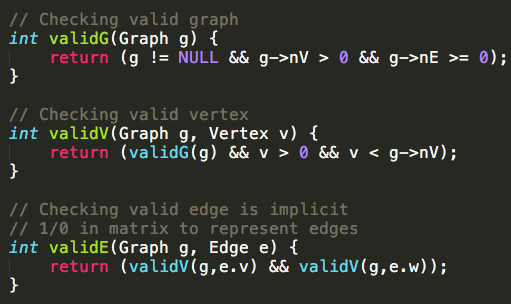 // Checking valid graph
int validG(Graph g) {
    return (g != NULL && g->nV > 0 && g->nE >= 0);
}

// Checking valid vertex
int validV(Graph g, Vertex v) {
    return (validG(g) && v > 0 && v < g->nV);
}

// Checking valid edge is implicit
// 1/0 in matrix to represent edges
int validE(Graph g, Edge e) {
    return (validV(g,e.v) && validV(g,e.w));
}